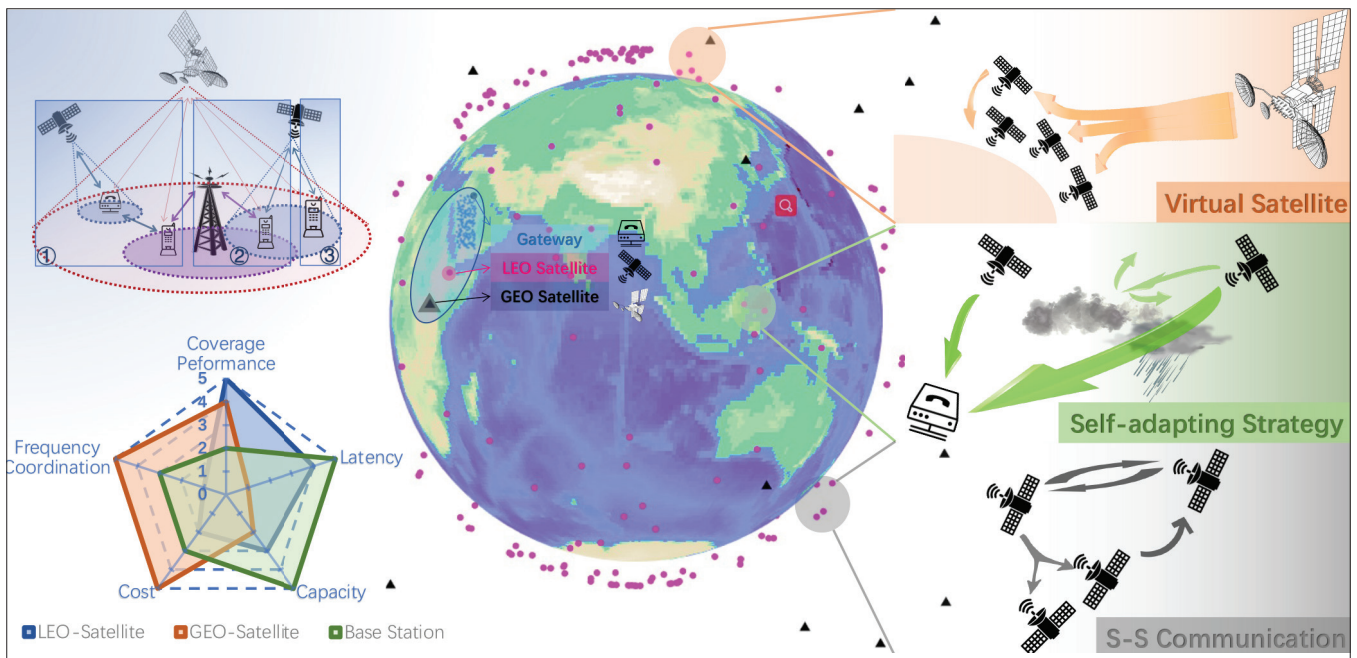 ①
②
③
Coverage
Peformance
5
4
3
2
1
0
Frequency
Coordination
Latency
Cost
Capacity
LEO-Satellite
GEO-Satellite
Base Station
Gateway
LEO Satellite
GEO Satellite
Virtual Satellite
Self-adapting Strategy
S-S Communication